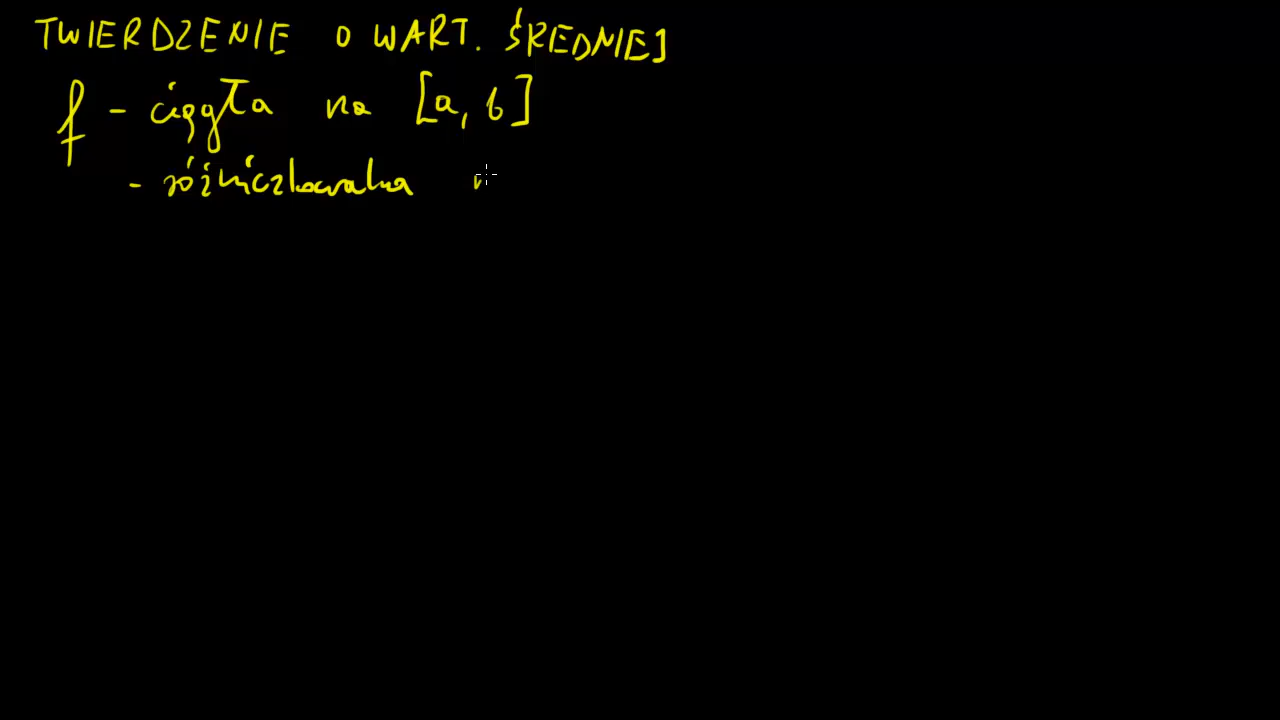 TWIERDZENIE O WART. ŚREDNIEJ
f - ciągła na [a, b]
- różniczkowalna n